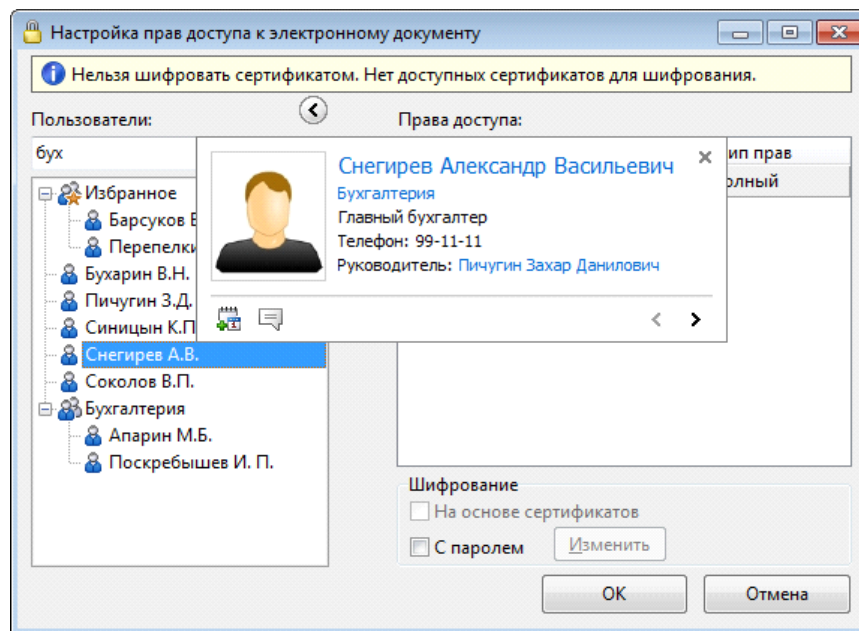 Настройка прав доступа к электронному документу
Нельзя шифровать сертификатом. Нет доступных сертификатов для шифрования.
Пользователи:
Права доступа:
бух
ип прав
олный
Снегирев Александр Васильевич
Бухгалтерия
Главный бухгалтер
Телефон: 99-11-11
Руководитель: Пичугин Захар Данилович
Избранное
Барсуков
Перепелки
Бухарин В.Н.
Пичугин З.Д.
Синицын К.П
Снегирев А.В.
Соколов В.П.
Бухгалтерия
Апарин М.Б.
Поскребышев И. П.
Шифрование
На основе сертификатов
С паролем
Изменить
ОК
Отмена